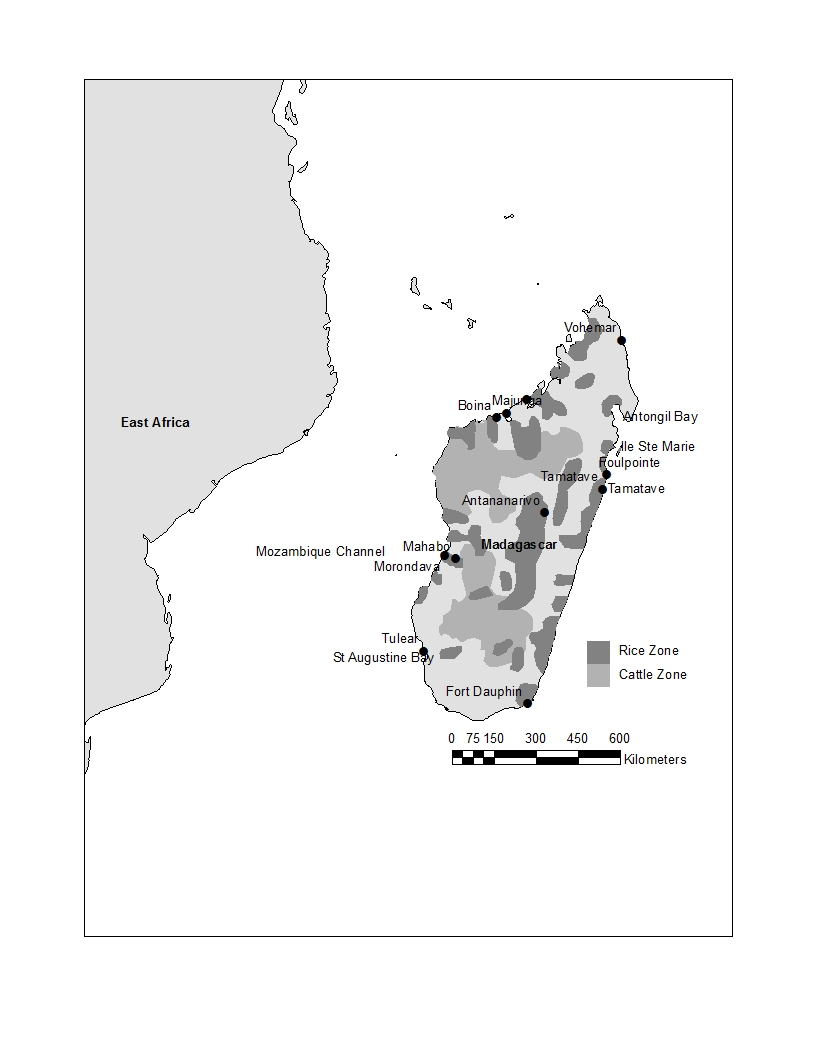 Vohemar
Majunga
Boina
East Africa
Antongil Bay
Ile Ste Marie
Foulpointe
Tamatave
Tamatave
Antananarivo
Madagascar
Mahabo
Mozambique Channel
Morondava
Tulear
St Augustine Bay
Rice Zone
Cattle Zone
Fort Dauphin
0 75 150 300 450 600
Kilometers